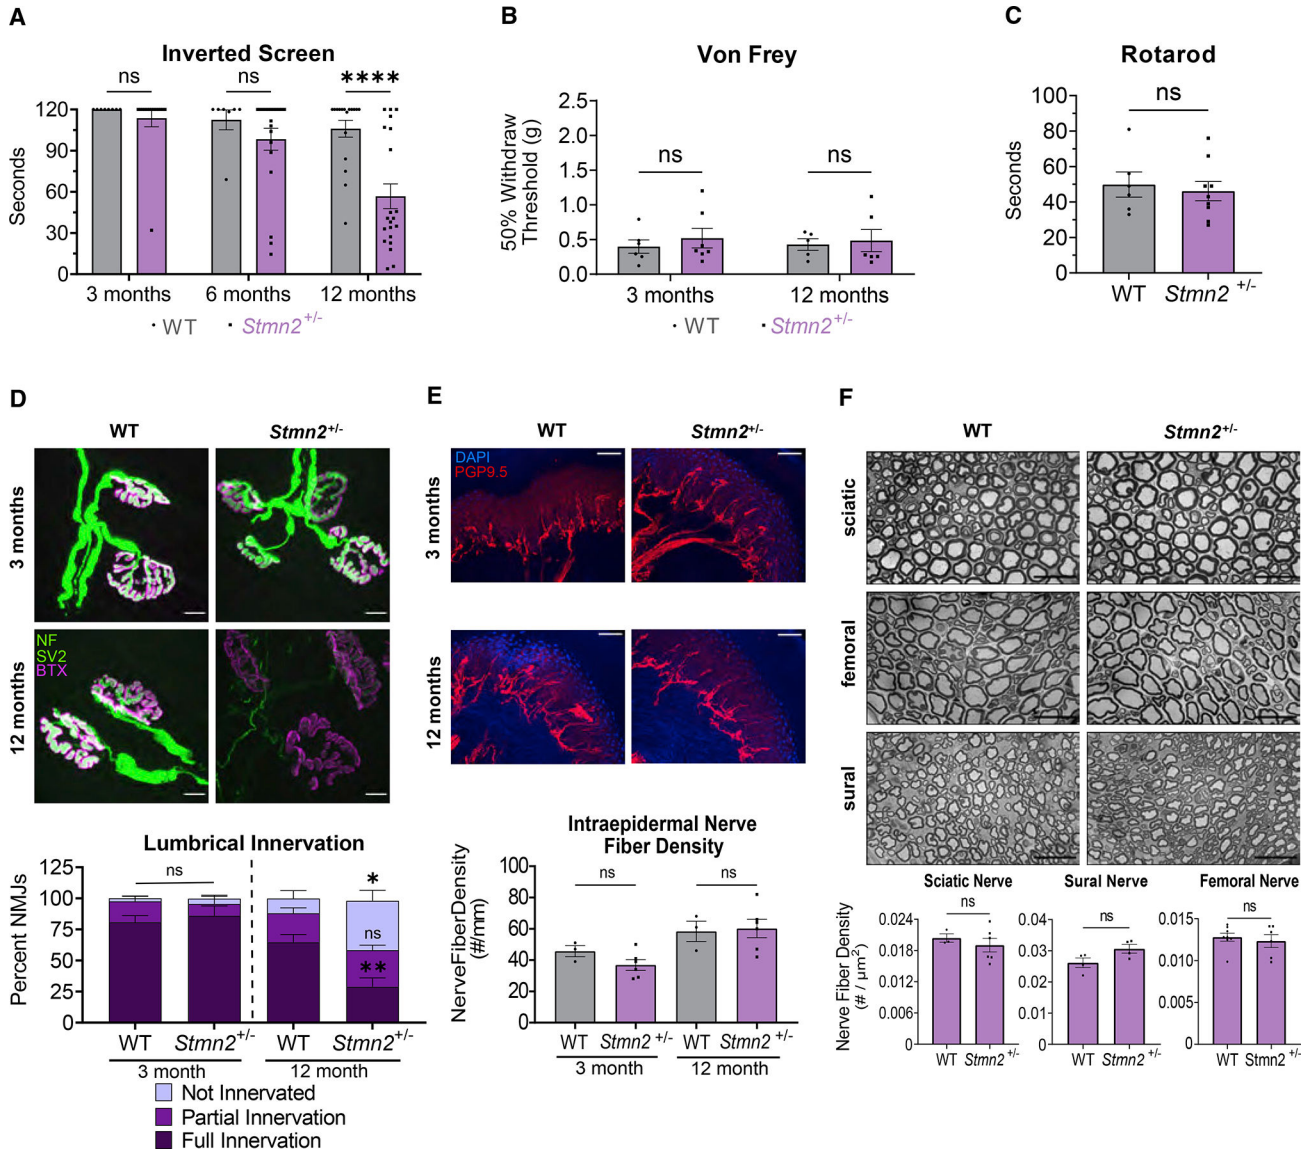 A
Inverted Screen
ns
ns
****
120
90
60
30
0
Seconds
3 months
6 months
12 months
WT
Stmn2+/-
B
Von Frey
2.5
2.0
1.5
1.0
0.5
0.0
50% Withdraw
Threshold (g)
ns
ns
3 months
12 months
WT
Stmn2+/-
C
Rotarod
100
80
60
40
20
0
Seconds
ns
WT
Stmn2 +/-
D
WT
Stmn2+/-
3 months
12 months
NF
SV2
BTX
Lumbrical Innervation
125
100
75
50
25
0
Percent NMJs
ns
*
ns
**
WT
Stmn2+/-
WT
Stmn2+/-
3 month
12 month
Not Innervated
Partial Innervation
Full Innervation
E
WT
Stmn2+/-
DAPI
PGP9.5
3 months
12 months
Intraepidermal Nerve
Fiber Density
100
80
60
40
20
0
NerveFiberDensity
(#/mm)
ns
ns
WT
Stmn2 +/-
WT
Stmn2 +/-
3 month
12 month
F
WT
Stmn2+/-
sciatic
femoral
sural
Sciatic Nerve
0.024
0.018
0.012
0.006
0
Nerve Fiber Density
(# / μm2)
ns
WT
Stmn2+/-
Sural Nerve
0.04
0.03
0.02
0.01
0
ns
WT
Stmn2 +/-
Femoral Nerve
0.015
0.01
0.005
0
ns
WT
Stmn2+/-